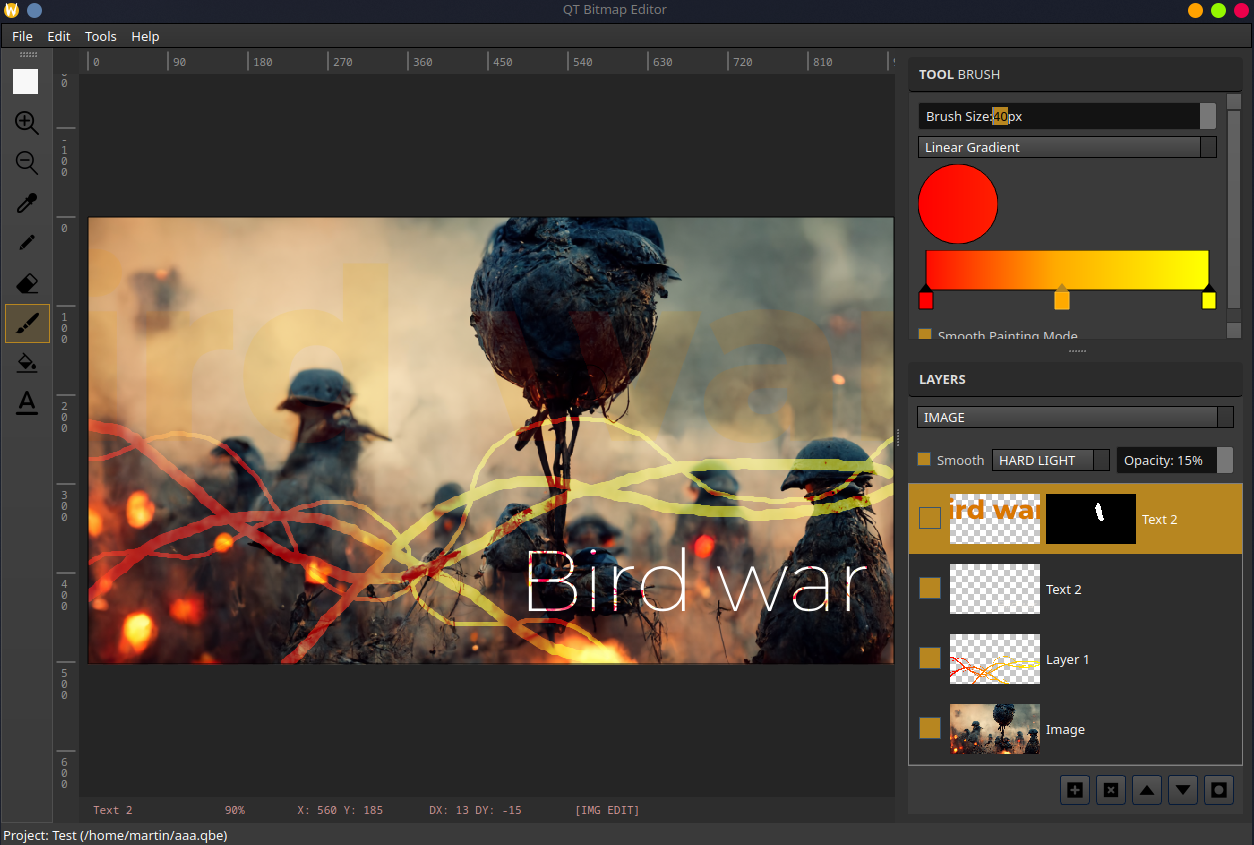 QT Bitmap Editor
File Edit Tools Help
0 90 180 270 360 450 540 630 720 810
0
-100
0
100
200
300
400
500
600
ird war
Bird war
TOOL BRUSH
Brush Size:40px
Linear Gradient
Smooth Painting Mode
LAYERS
IMAGE
Smooth HARD LIGHT Opacity: 15%
ird war Text 2
Text 2
Layer 1
Image
Text 2 90% X: 560 Y: 185 DX: 13 DY: -15 [IMG EDIT]
Project: Test (/home/martin/aaa.qbe)